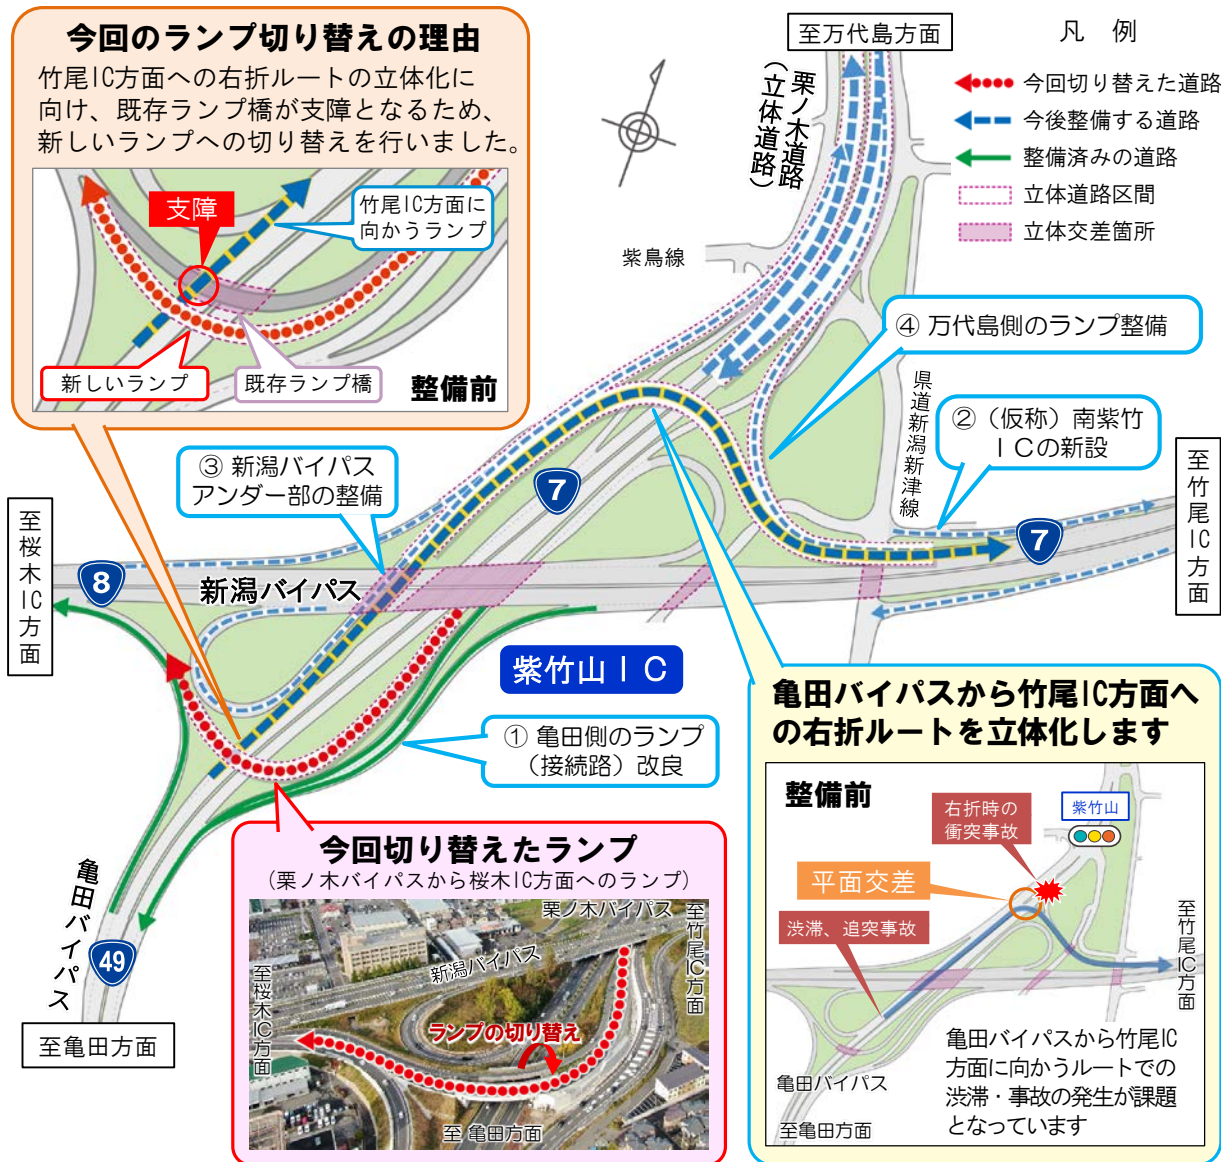 今回のランプ切り替えの理由
竹尾IC方面への右折ルートの立体化に
向け、既存ランプ橋が支障となるため、
新しいランプへの切り替えを行いました。
支障
竹尾IC方面に
向かうランプ
新しいランプ
既存ランプ橋
整備前
至万代島方面
栗ノ木道路
（立体道路）
凡 例
今回切り替えた道路
今後整備する道路
整備済みの道路
立体道路区間
立体交差箇所
紫鳥線
④ 万代島側のランプ整備
県道新潟新津線
② （仮称）南紫竹
ＩＣの新設
至竹尾IC方面
③ 新潟バイパス
アンダー部の整備
7
7
至桜木IC方面
8
新潟バイパス
紫竹山ＩＣ
① 亀田側のランプ
（接続路）改良
亀田バイパス
49
至亀田方面
今回切り替えたランプ
(栗ノ木バイパスから桜木IC方面へのランプ)
栗ノ木バイパス
至竹尾IC方面
新潟バイパス
至桜木IC方面
ランプの切り替え
至 亀田方面
亀田バイパスから竹尾IC方面へ
の右折ルートを立体化します
整備前
右折時の
衝突事故
紫竹山
平面交差
渋滞、追突事故
至竹尾IC方面
亀田バイパス
至亀田方面
亀田バイパスから竹尾IC
方面に向かうルートでの
渋滞・事故の発生が課題
となっています